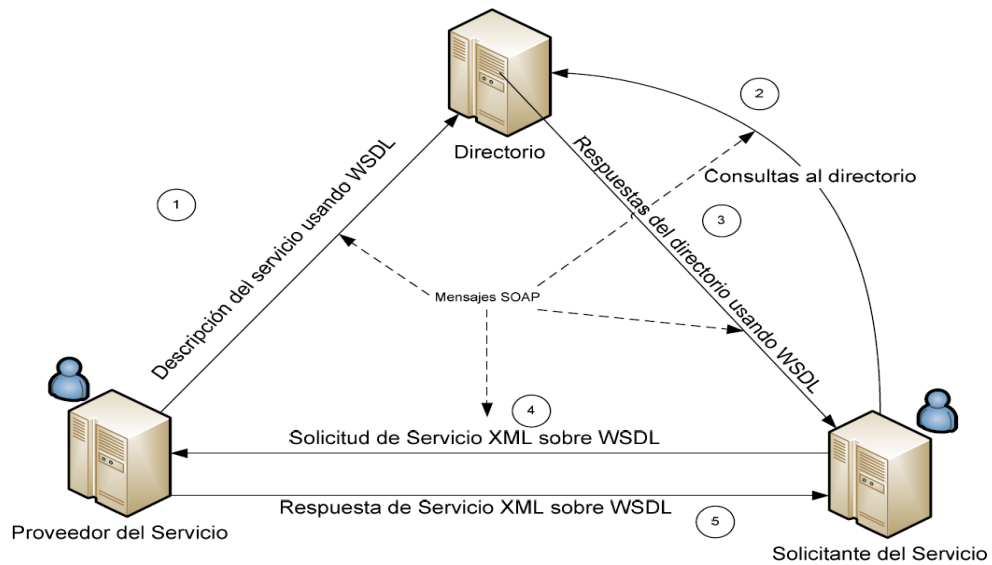 2
Directorio
Consultas al directorio
1
3
Descripción del servicio usando WSDL
Respuestas del directorio usando WSDL
Mensajes SOAP
4
Solicitud de Servicio XML sobre WSDL
Respuesta de Servicio XML sobre WSDL
5
Proveedor del Servicio
Solicitante del Servicio